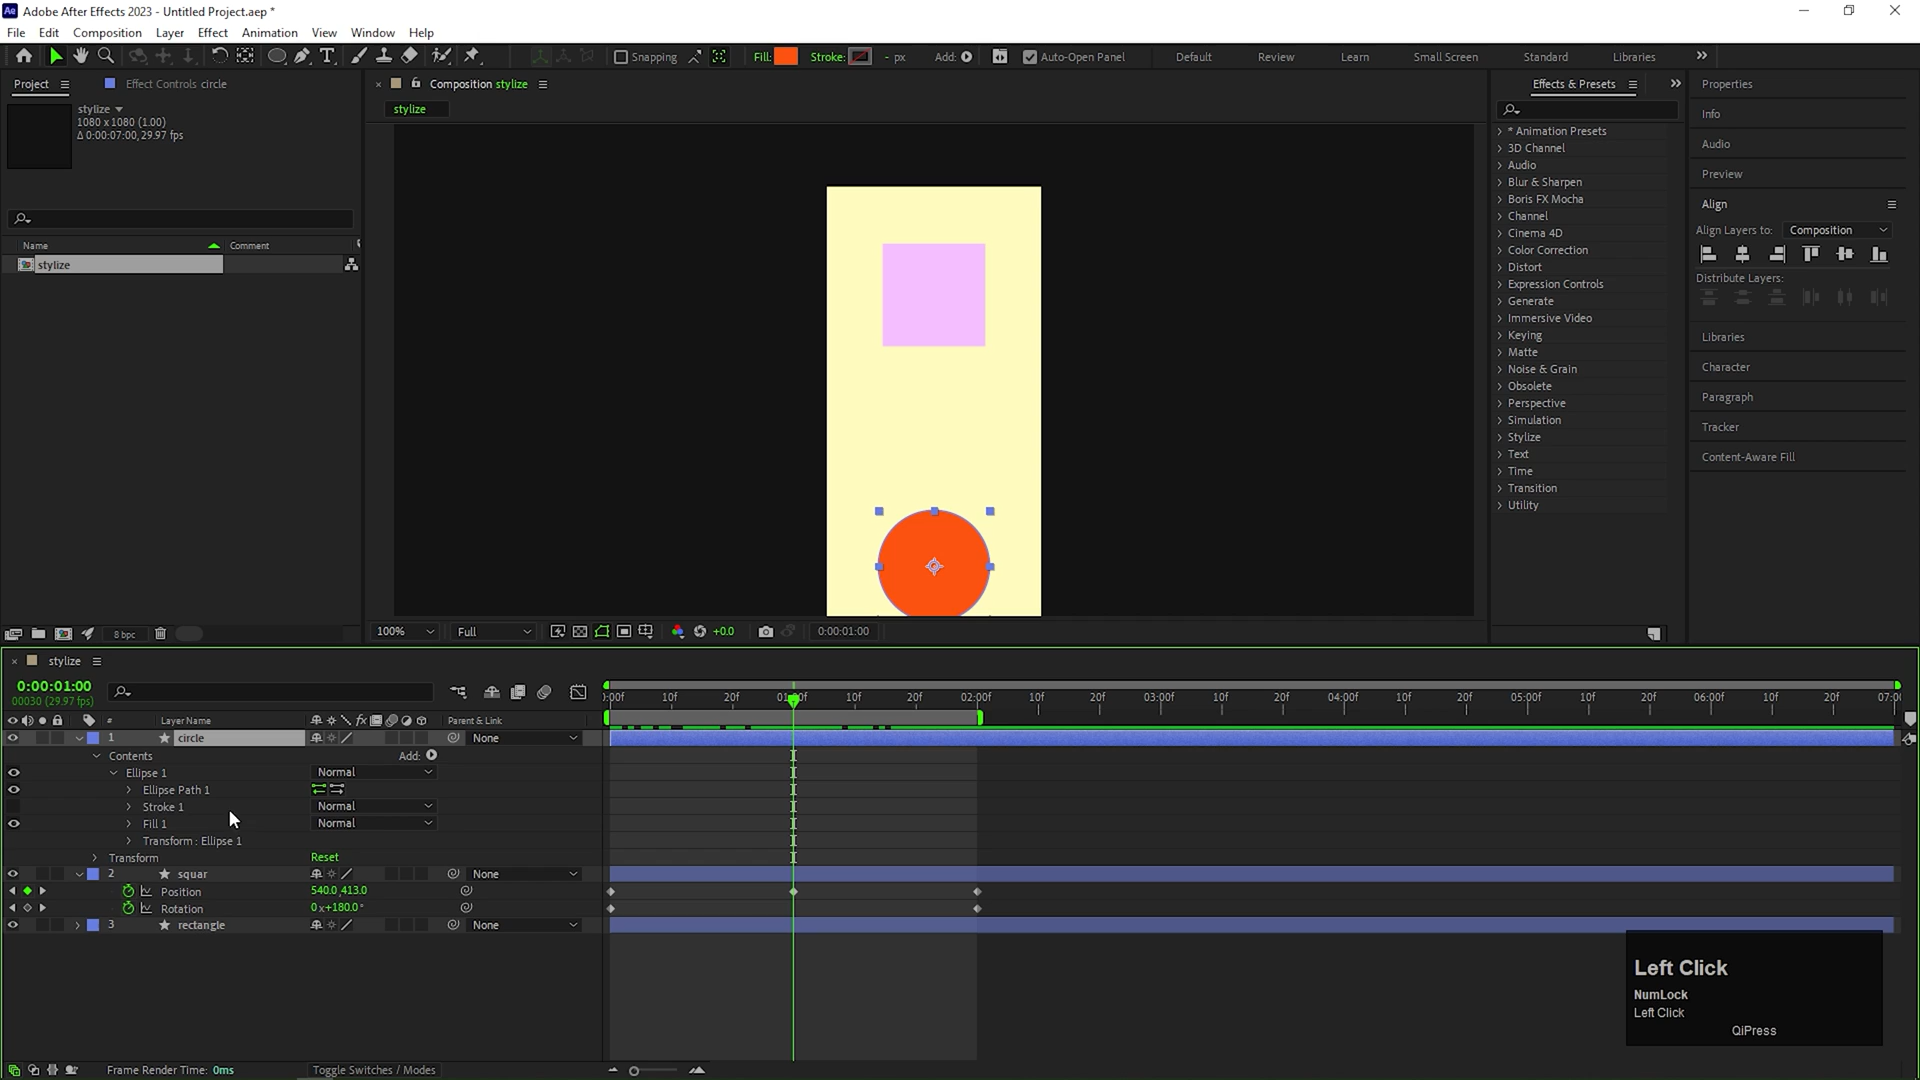 Adobe After Effects 2023 - Untitled Project.aep *
File Edit Composition Layer Effect Animation View Window Help
Snapping Fill: Stroke: - px Add: Auto-Open Panel Default Review Learn Small Screen Standard Libraries
Project Effect Controls circle
stylize
1080 x 1080 (1.00)
Δ 0:00:07:00, 29.97 fps
Name Comment
stylize
8 bpc
Composition stylize
stylize
100% Full +0.0 0:00:01:00
Effects & Presets
* Animation Presets
3D Channel
Audio
Blur & Sharpen
Boris FX Mocha
Channel
Cinema 4D
Color Correction
Distort
Expression Controls
Generate
Immersive Video
Keying
Matte
Noise & Grain
Obsolete
Perspective
Simulation
Stylize
Text
Time
Transition
Utility
Properties
Info
Audio
Preview
Align
Align Layers to: Composition
Distribute Layers:
Libraries
Character
Paragraph
Tracker
Content-Aware Fill
stylize
0:00:01:00
00030 (29.97 fps)
:00f 10f 20f 01:00f 10f 20f 02:00f 10f 20f 03:00f 10f 20f 04:00f 10f 20f 05:00f 10f 20f 06:00f 10f 20f 07:00
# Layer Name fx Parent & Link
1 circle None
Contents Add:
Ellipse 1 Normal
Ellipse Path 1
Stroke 1 Normal
Fill 1 Normal
Transform : Ellipse 1
Transform Reset
2 squar None
Position 540.0,413.0
Rotation 0x+180.0°
3 rectangle None
Left Click
NumLock
Left Click
QiPress
Frame Render Time: 0ms Toggle Switches / Modes